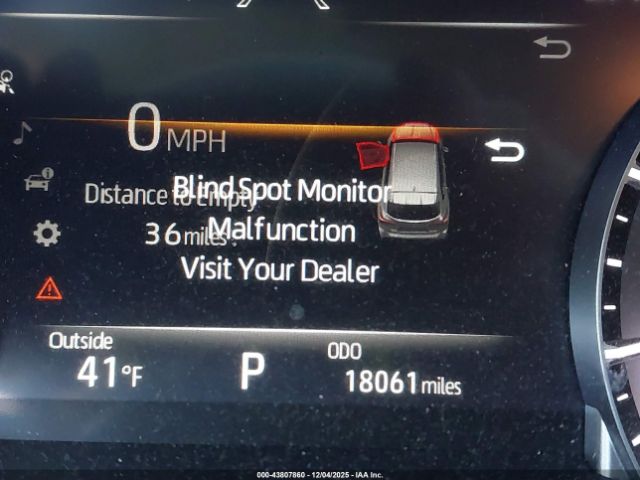 0 MPH
Distance to Empty
Blind Spot Monitor
36 miles
Malfunction
Visit Your Dealer
Outside
41°F
P
ODO
18061 miles
000-43807860 - 12/04/2025 - IAA Inc.